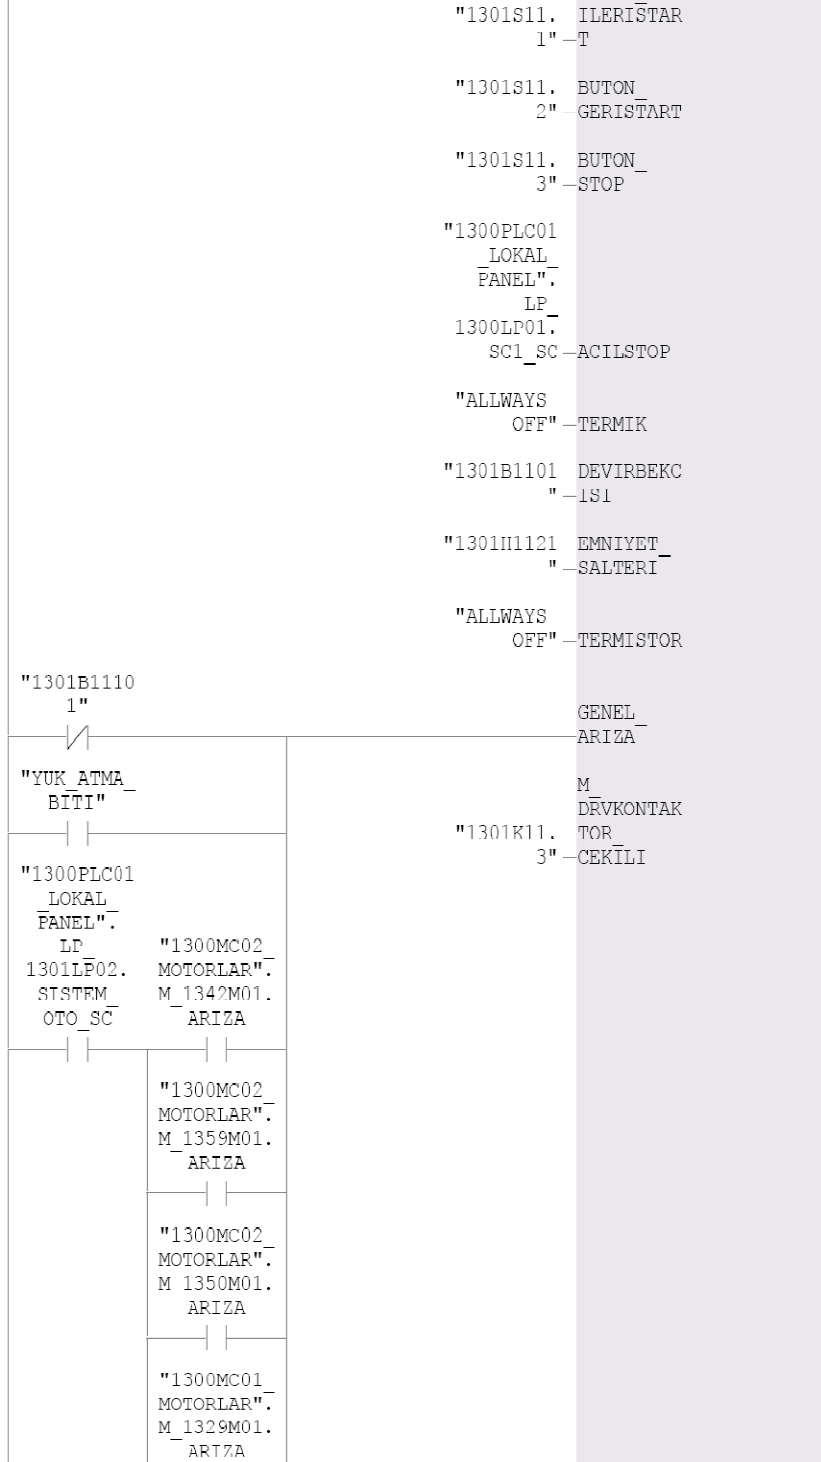 "1301S11. ILERISTAR
1" T
"1301S11. BUTON_
2" GERISTART
"1301S11. BUTON_
3" STOP
"1300PLC01
_LOKAL_
PANEL".
LP_
1300LP01.
SC1_SC ACILSTOP
"ALLWAYS
OFF" TERMIK
"1301B1101 DEVIRBEKC
" ISI
"1301H1121 EMNIYET_
" SALTERI
"ALLWAYS
OFF" TERMISTOR
"1301B1110
1"
GENEL_
ARIZA
"YUK_ATMA_
BITI"
M_
DRVKONTAK
"1301K11. TOR_
3" CEKILI
"1300PLC01
_LOKAL_
PANEL".
LP_
1301LP02.
SISTEM_
OTO_SC
"1300MC02_
MOTORLAR".
M_1342M01.
ARIZA
"1300MC02_
MOTORLAR".
M_1359M01.
ARIZA
"1300MC02_
MOTORLAR".
M_1350M01.
ARIZA
"1300MC01_
MOTORLAR".
M_1329M01.
ARIZA